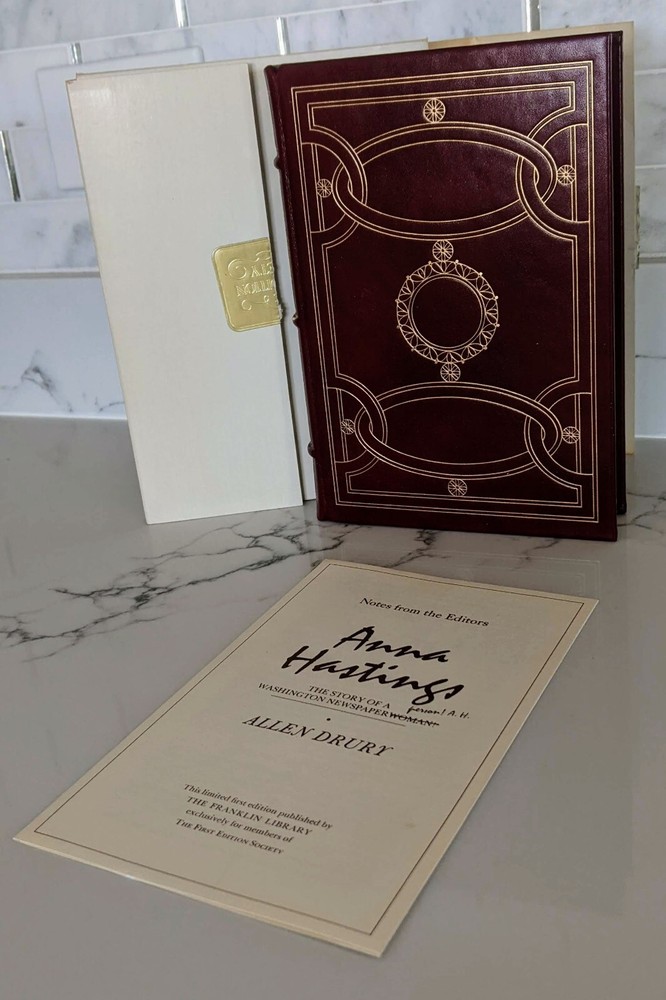 Notes from the Editors
Anna
Hastings
THE STORY OF A
WASHINGTON NEWSPAPERWOMAN person! A. H.
ALLEN DRURY
This limited first edition published by
THE FRANKLIN LIBRARY
exclusively for members of
THE FIRST EDITION SOCIETY